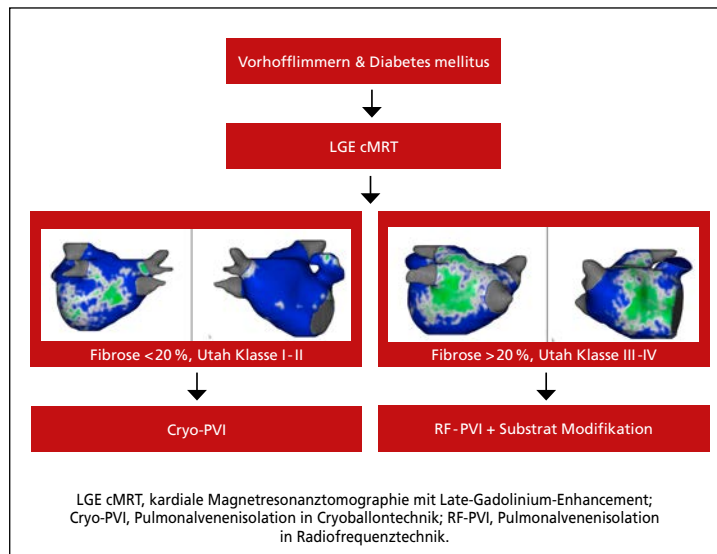 Vorhofflimmern & Diabetes mellitus
LGE cMRT
Fibrose <20 %, Utah Klasse I-II
Fibrose >20 %, Utah Klasse III-IV
Cryo-PVI
RF-PVI + Substrat Modifikation
LGE cMRT, kardiale Magnetresonanztomographie mit Late-Gadolinium-Enhancement;
Cryo-PVI, Pulmonalvenenisolation in Cryoballontechnik; RF-PVI, Pulmonalvenenisolation
in Radiofrequenztechnik.